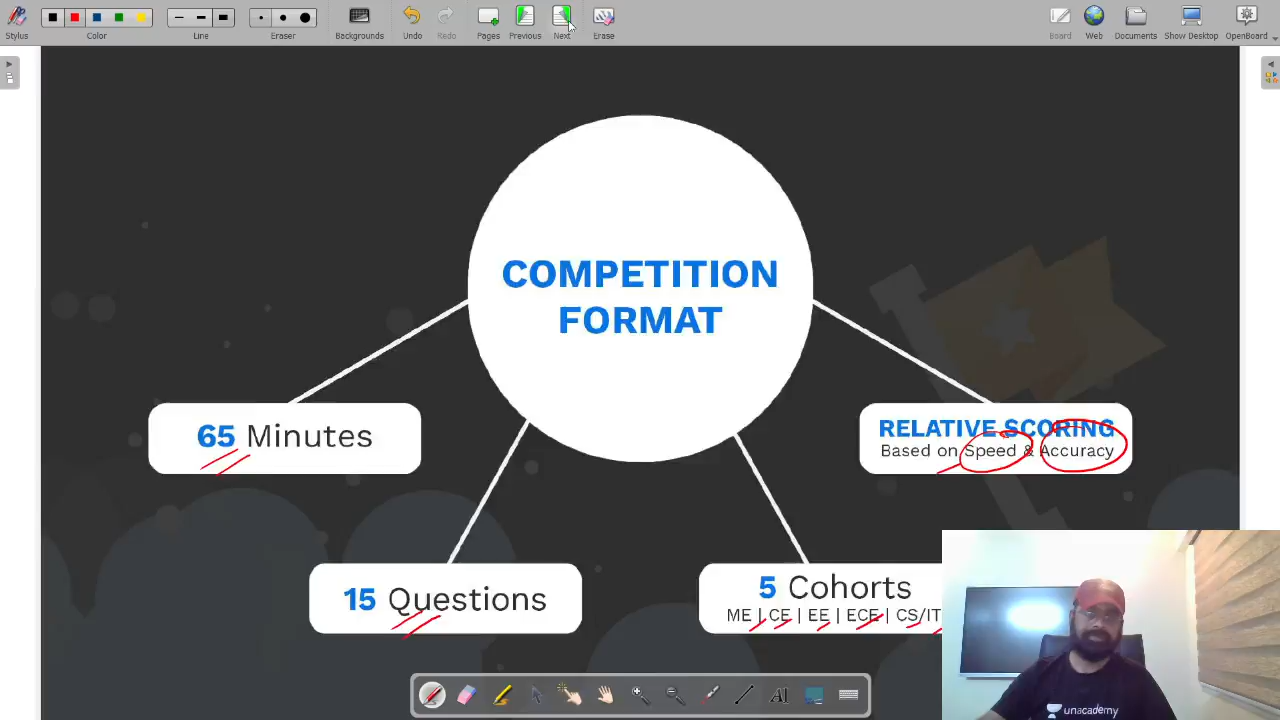 Stylus
Color
Line
Eraser
Backgrounds
Undo
Redo
Pages
Previous
Next
Erase
Board
Web
Documents
Show Desktop
OpenBoard
COMPETITION
FORMAT
65 Minutes
RELATIVE SCORING
Based on Speed & Accuracy
15 Questions
5 Cohorts
ME | CE | EE | ECE | CS/IT
unacademy
AI